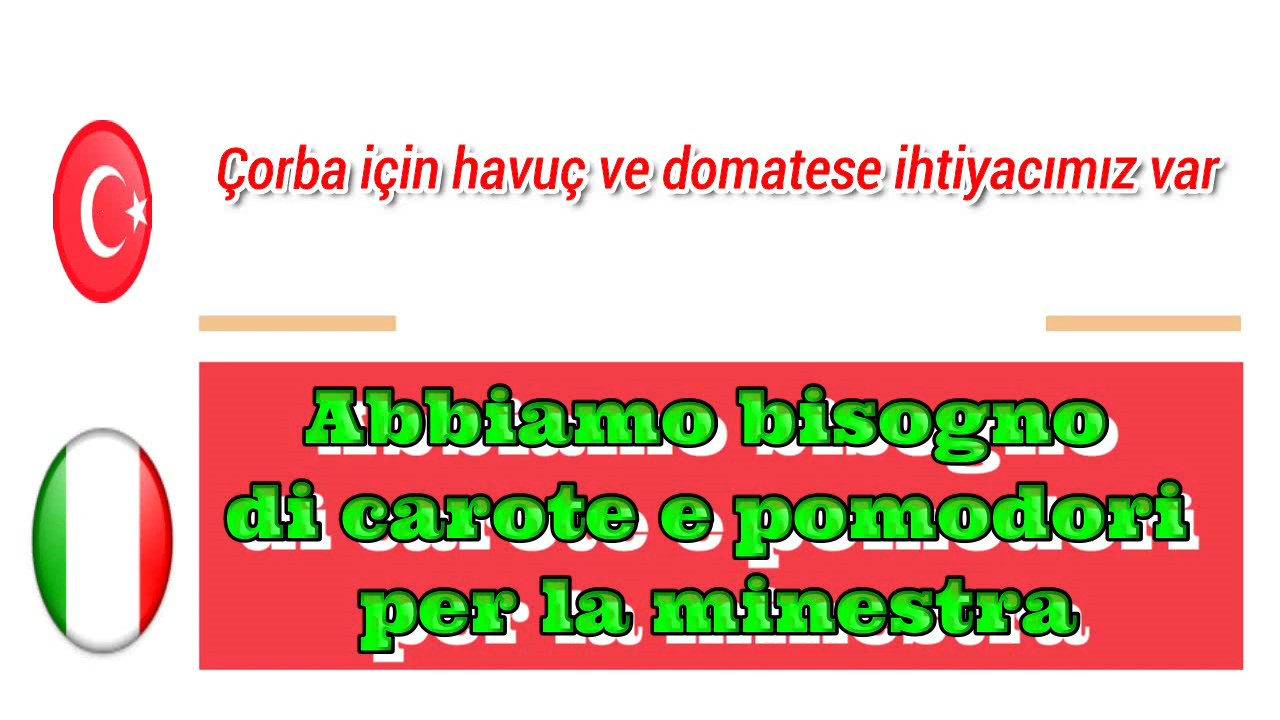 Çorba için havuç ve domatese ihtiyacımız var
Abbiamo bisogno
di carote e pomodori
per la minestra